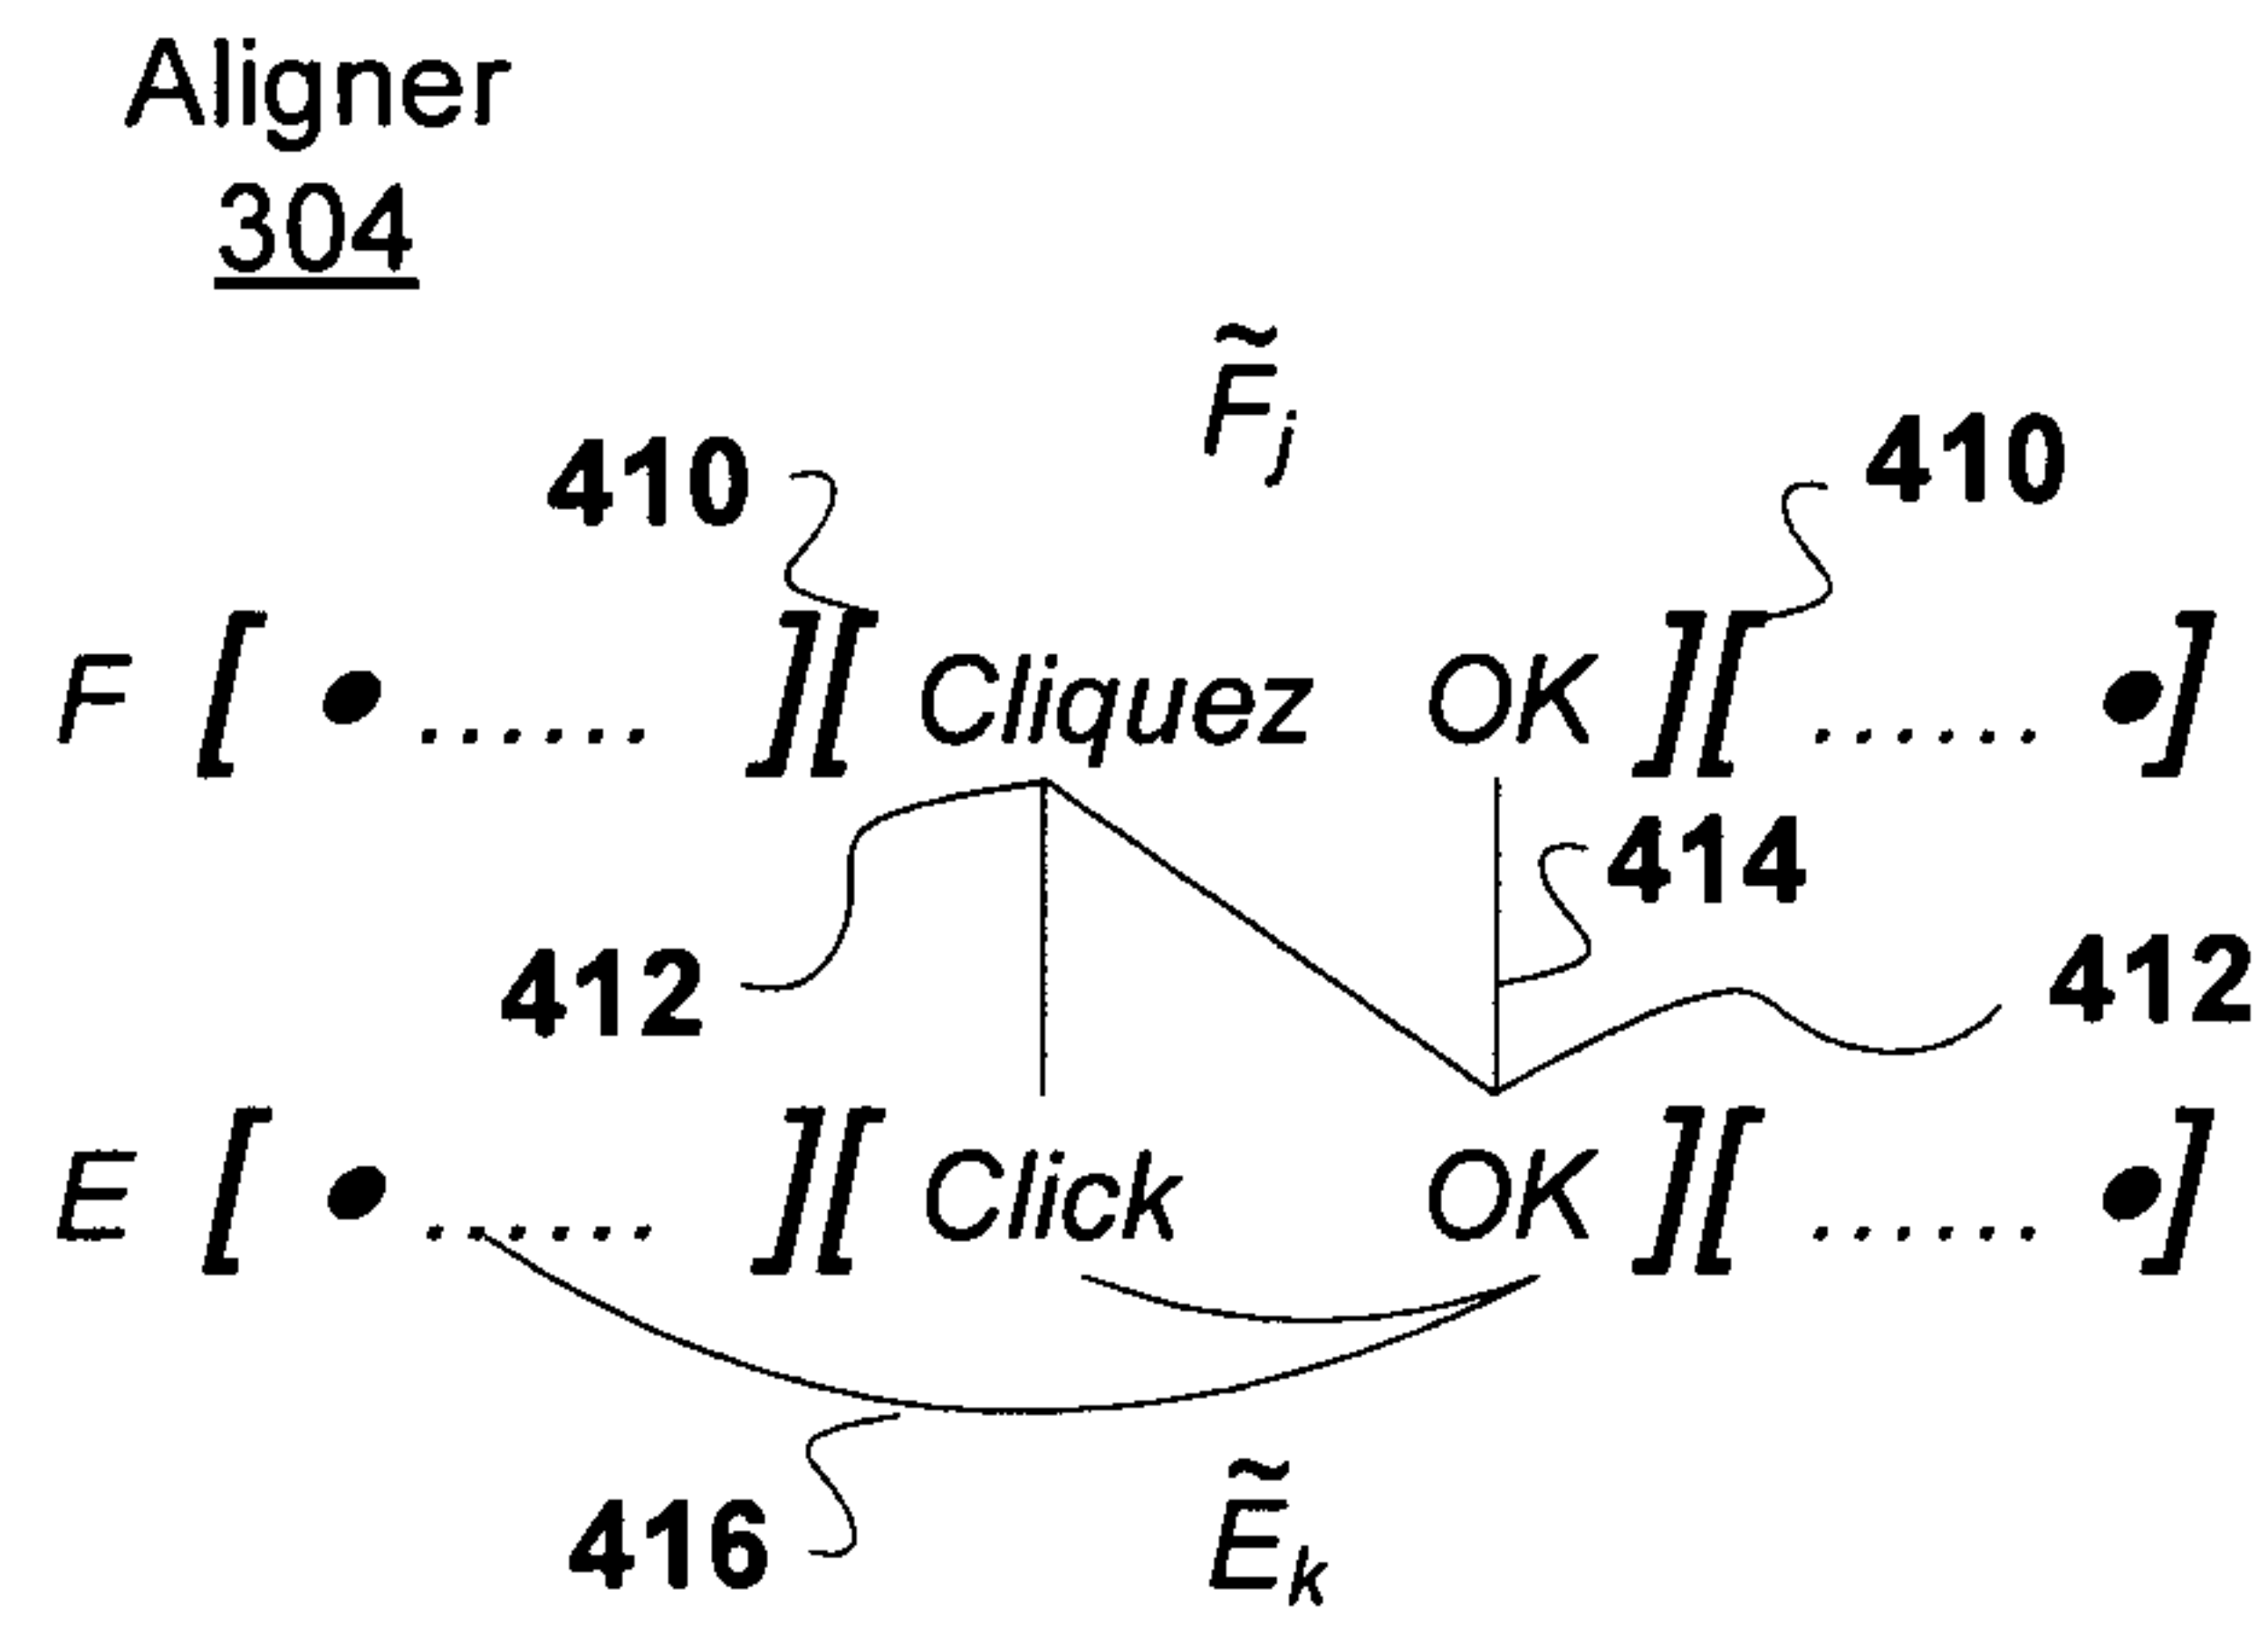 Aligner
304
F̃j
410 410
F [ • ...... ][ Cliquez OK ][ ...... • ]
414
412 412
E [ • ...... ][ Click OK ][ ...... • ]
416 Ẽk